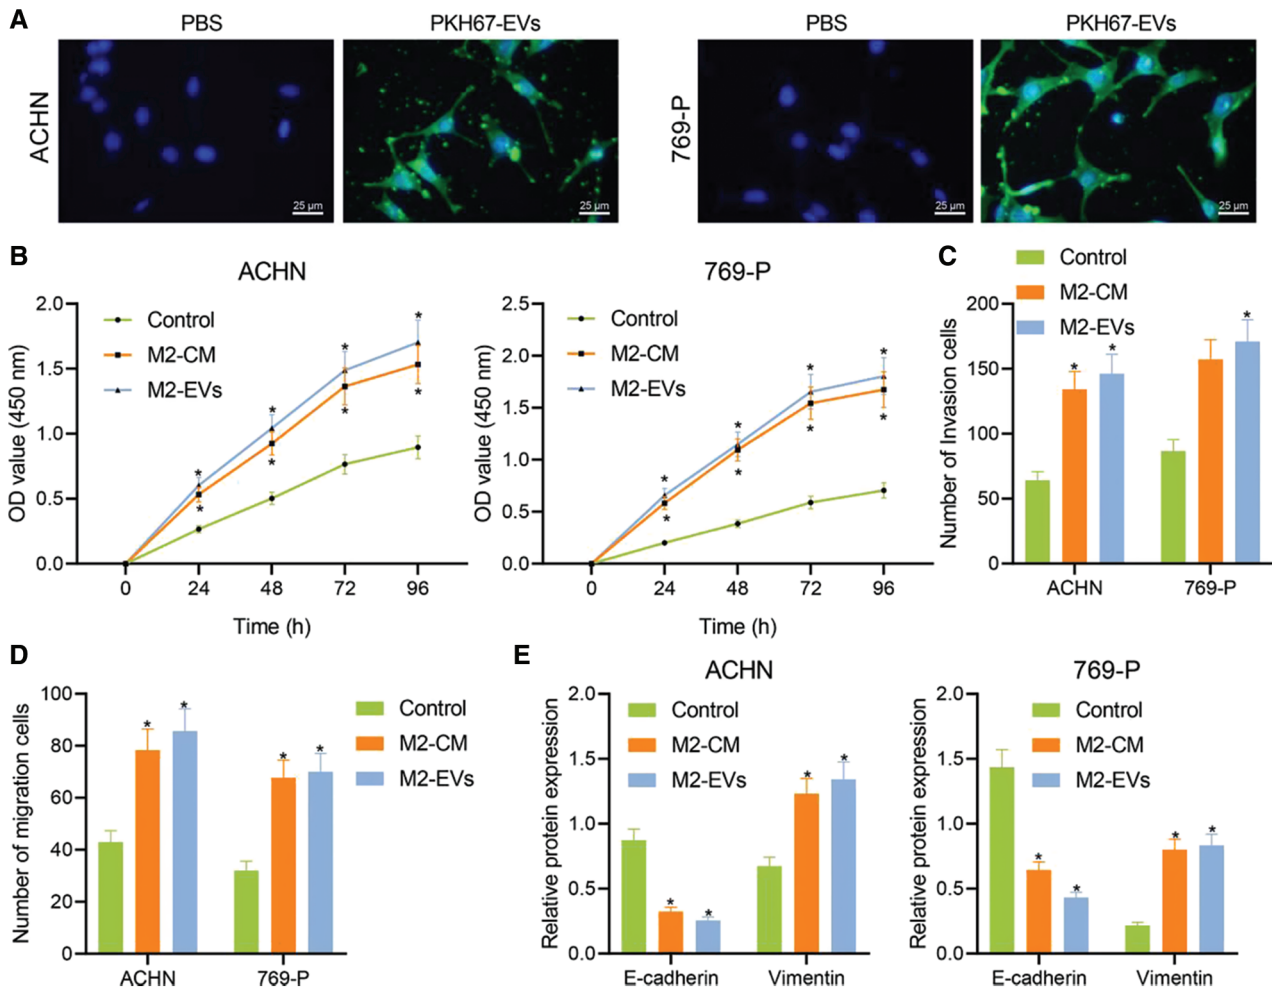 A
PBS
PKH67-EVs
PBS
PKH67-EVs
ACHN
25 µm
25 µm
769-P
25 µm
25 µm
B
ACHN
OD value (450 nm)
2.0
1.5
1.0
0.5
0.0
Control
M2-CM
M2-EVs
* * * *
* * * *
0 24 48 72 96
Time (h)
769-P
OD value (450 nm)
2.5
2.0
1.5
1.0
0.5
0.0
Control
M2-CM
M2-EVs
* * * *
* * * *
0 24 48 72 96
Time (h)
C
Control
M2-CM
M2-EVs
Number of Invasion cells
200
150
100
50
0
* * *
ACHN 769-P
D
Number of migration cells
100
80
60
40
20
0
* * * *
ACHN 769-P
Control
M2-CM
M2-EVs
E
ACHN
Relative protein expression
2.0
1.5
1.0
0.5
0.0
Control
M2-CM
M2-EVs
* * * *
E-cadherin Vimentin
769-P
Relative protein expression
2.0
1.5
1.0
0.5
0.0
Control
M2-CM
M2-EVs
* * * *
E-cadherin Vimentin